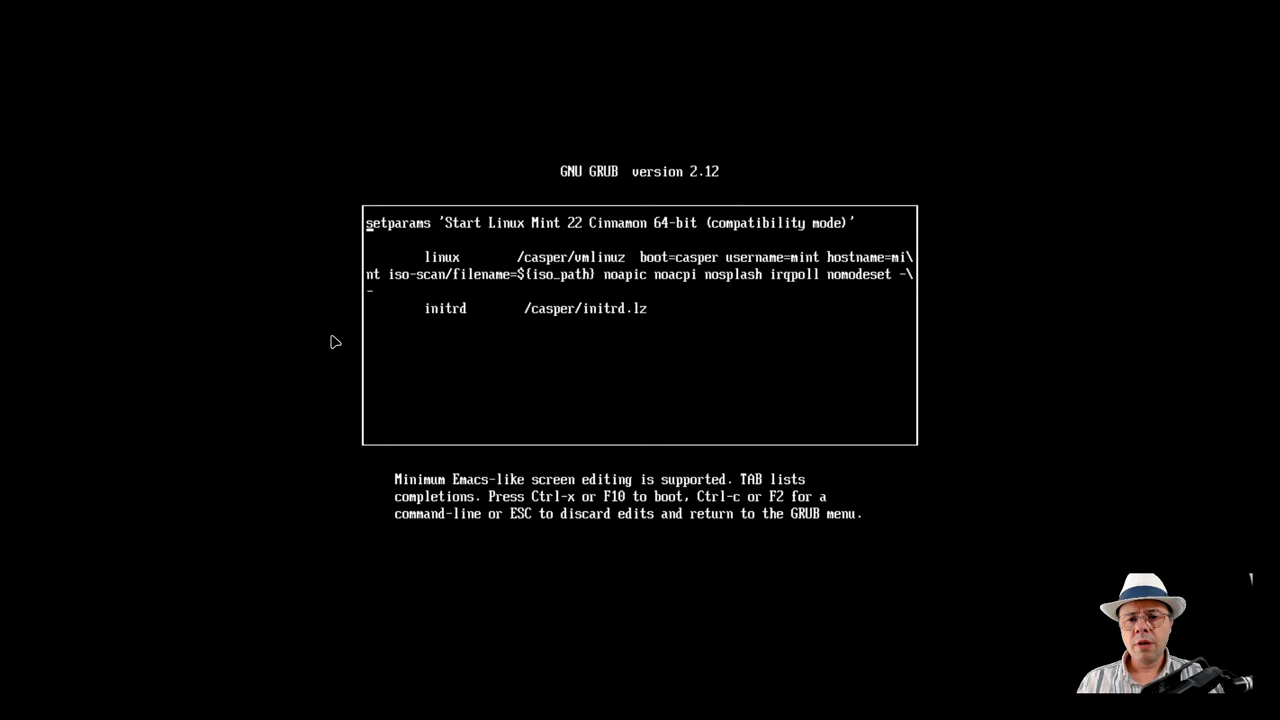 GNU GRUB  version 2.12
setparams 'Start Linux Mint 22 Cinnamon 64-bit (compatibility mode)'
linux	/casper/vmlinuz  boot=casper username=mint hostname=mi\
nt iso-scan/filename=${iso_path} noapic noacpi nosplash irqpoll nomodeset -\
-
initrd	/casper/initrd.lz
Minimum Emacs-like screen editing is supported. TAB lists
completions. Press Ctrl-x or F10 to boot, Ctrl-c or F2 for a
command-line or ESC to discard edits and return to the GRUB menu.